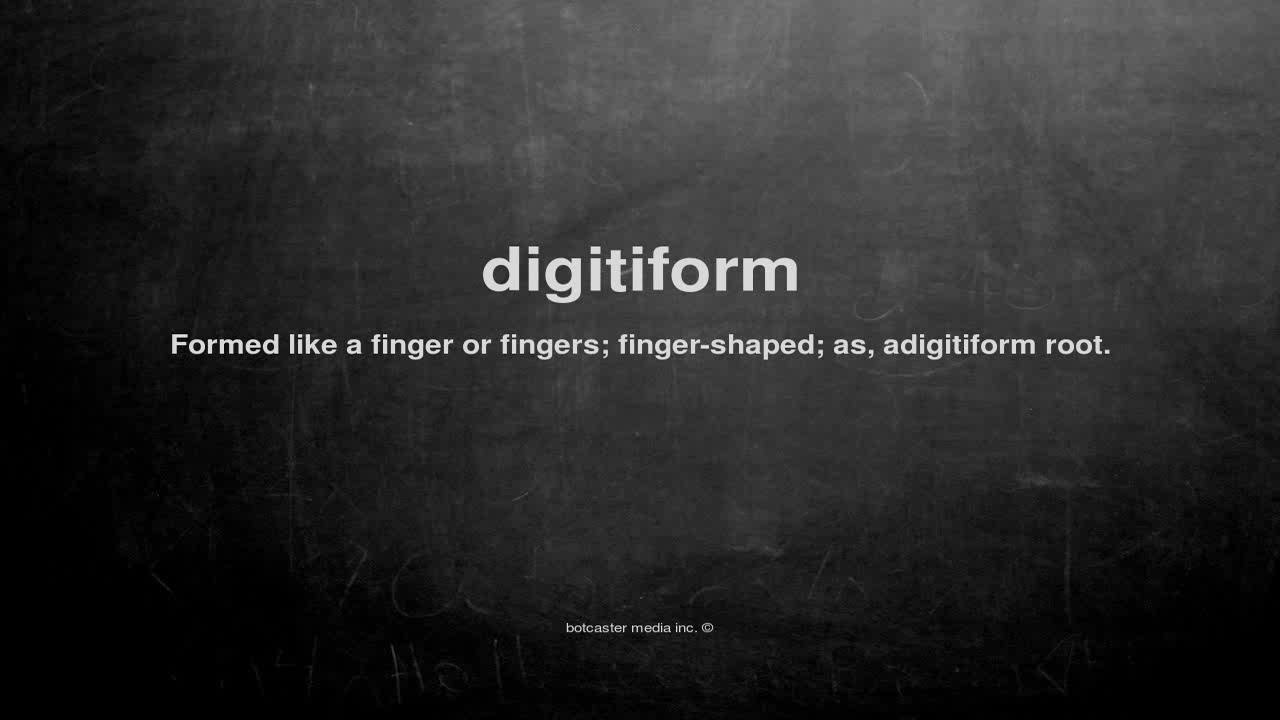 digitiform
Formed like a finger or fingers; finger-shaped; as, adigitiform root.
botcaster media inc. ©